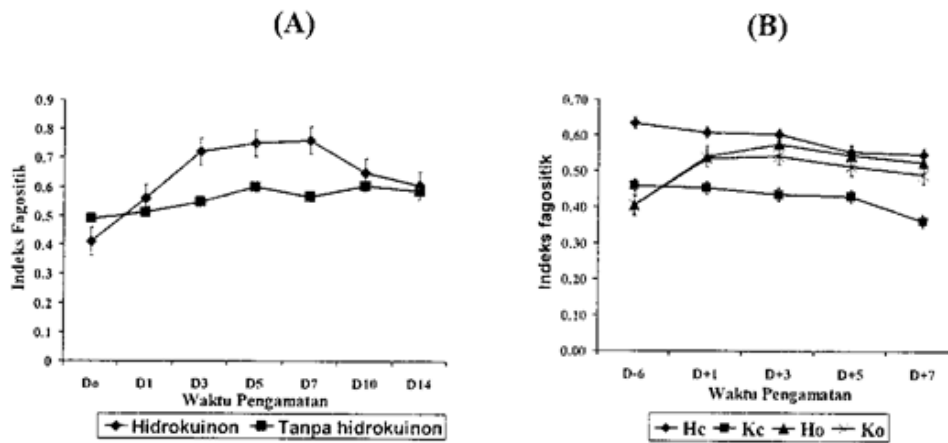 (A)
Indeks Fagositik
0.9
0.8
0.7
0.6
0.5
0.4
0.3
0.2
0.1
0
Do D1 D3 D5 D7 D10 D14
Waktu Pengamatan
Hidrokuinon Tanpa hidrokuinon
(B)
Indeks fagositik
0.70
0.60
0.50
0.40
0.30
0.20
0.10
0.00
D-6 D+1 D+3 D+5 D+7
Waktu Pengamatan
Hc Kc Ho Ko